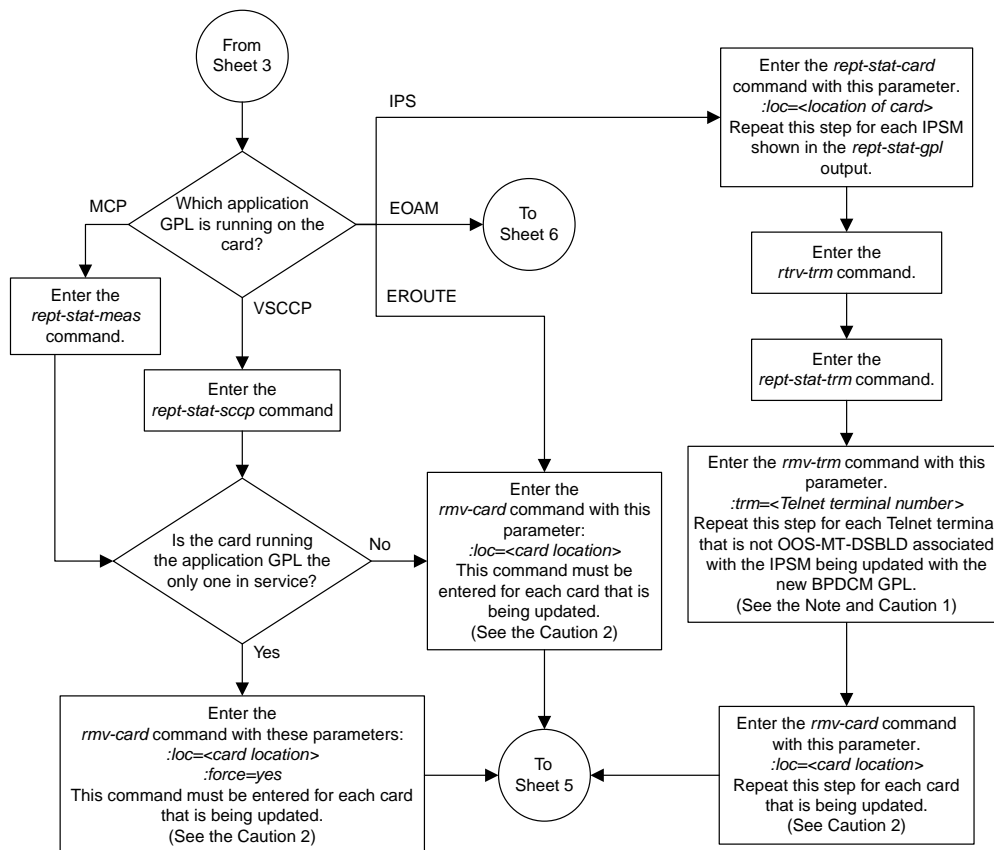 From
Sheet 3
IPS
Enter the rept-stat-card
command with this parameter.
:loc=<location of card>
Repeat this step for each IPSM
shown in the rept-stat-gpl
output.
MCP
Which application
GPL is running on the
card?
EOAM
To
Sheet 6
Enter the
rtrv-trm command.
Enter the
rept-stat-meas
command.
VSCCP
EROUTE
Enter the
rept-stat-sccp command
Enter the
rept-stat-trm command.
Enter the rmv-trm command with this
parameter.
:trm=<Telnet terminal number>
Repeat this step for each Telnet termina
that is not OOS-MT-DSBLD associated
with the IPSM being updated with the
new BPDCM GPL.
(See the Note and Caution 1)
Is the card running
the application GPL the
only one in service?
No
Enter the
rmv-card command with this
parameter:
:loc=<card location>
This command must be
entered for each card that is
being updated.
(See the Caution 2)
Yes
Enter the
rmv-card command with these parameters:
:loc=<card location>
:force=yes
This command must be entered for each card
that is being updated.
(See the Caution 2)
To
Sheet 5
Enter the rmv-card command
with this parameter.
:loc=<card location>
Repeat this step for each card
that is being updated.
(See Caution 2)